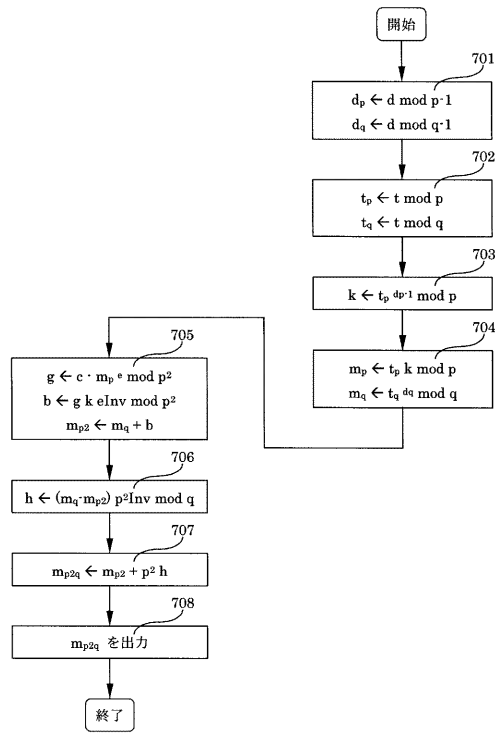 開始
701
dp ← d mod p-1
dq ← d mod q-1
702
tp ← t mod p
tq ← t mod q
703
k ← tp dp-1 mod p
704
mp ← tp k mod p
mq ← tq dq mod q
705
g ← c - mp e mod p²
b ← g k eInv mod p²
mp2 ← mq + b
706
h ← (mq-mp2) p²Inv mod q
707
mp2q ← mp2 + p² h
708
mp2q を出力
終了